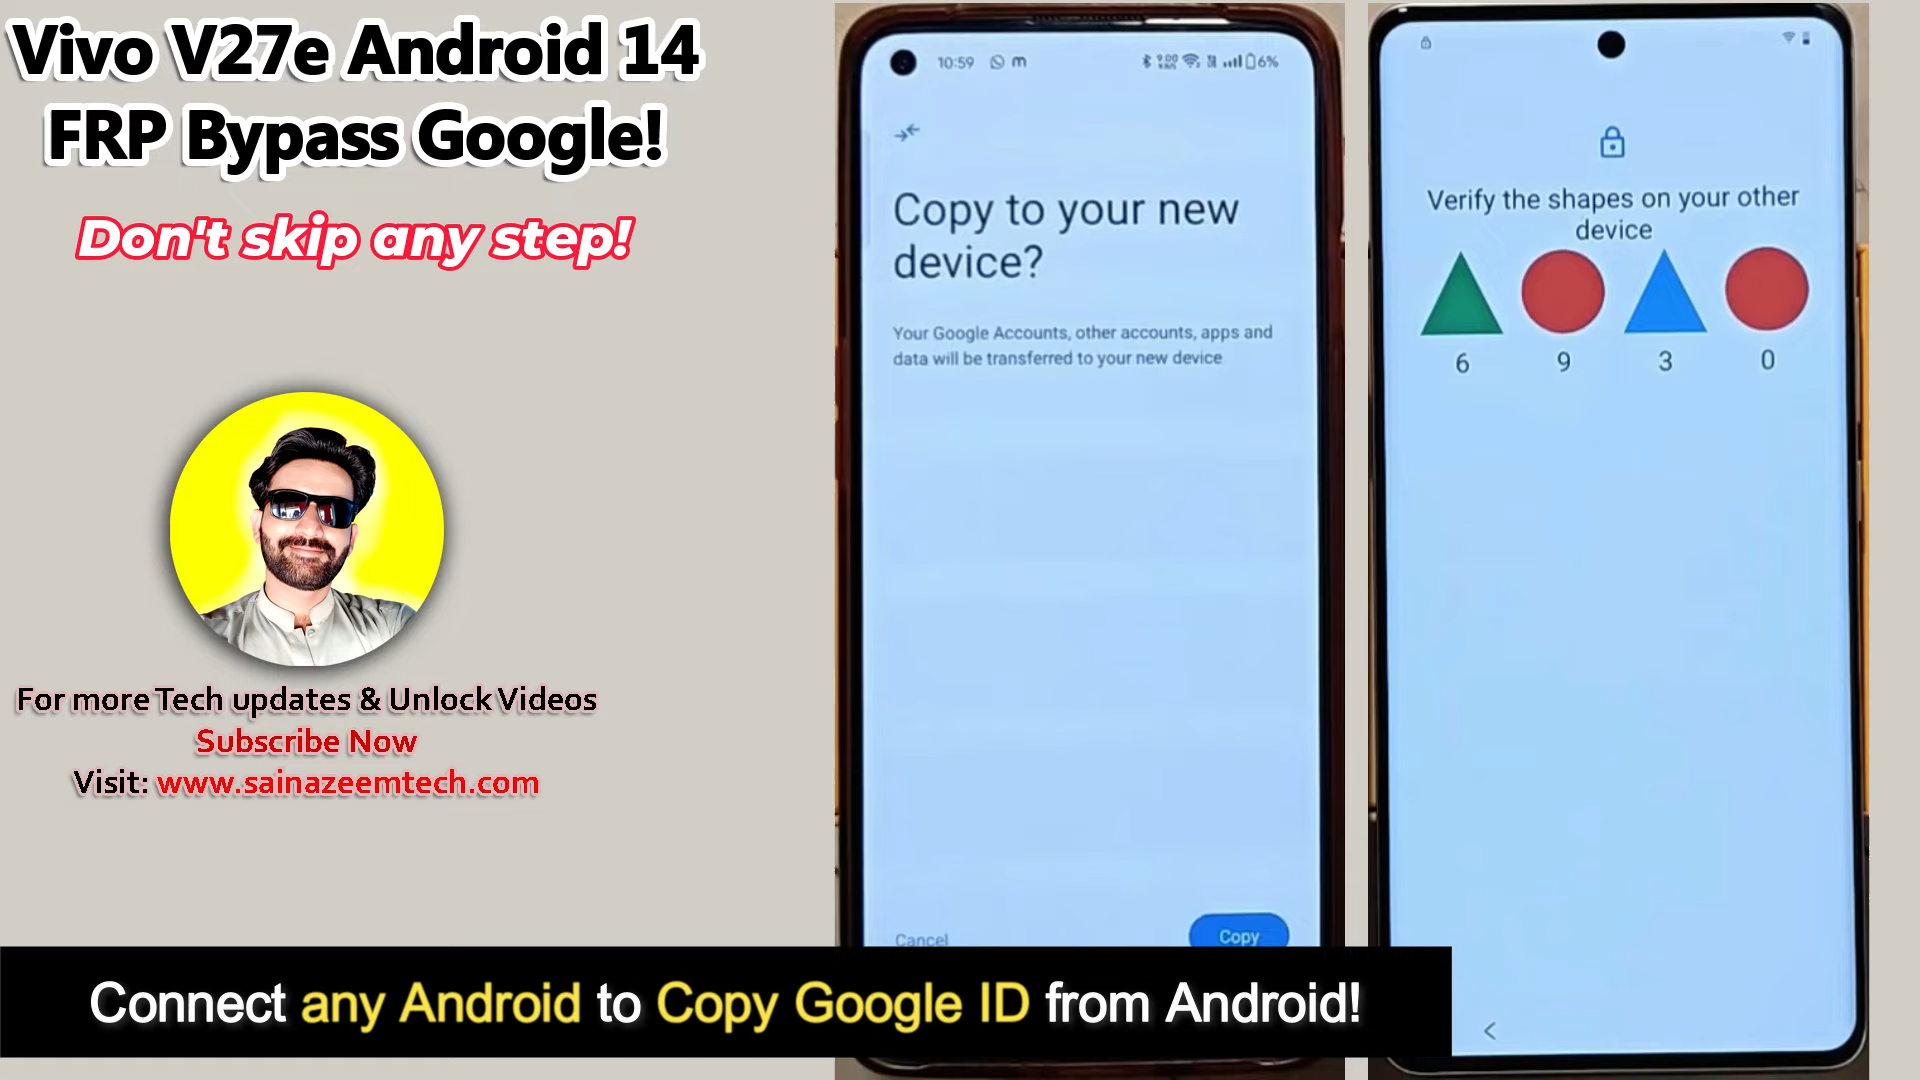 Vivo V27e Android 14
FRP Bypass Google!
Don't skip any step!
For more Tech updates & Unlock Videos
Subscribe Now
Visit: www.sainazeemtech.com
10:59 m
6%
Copy to your new
device?
Your Google Accounts, other accounts, apps and
data will be transferred to your new device
Cancel
Copy
Verify the shapes on your other
device
6 9 3 0
Connect any Android to Copy Google ID from Android!